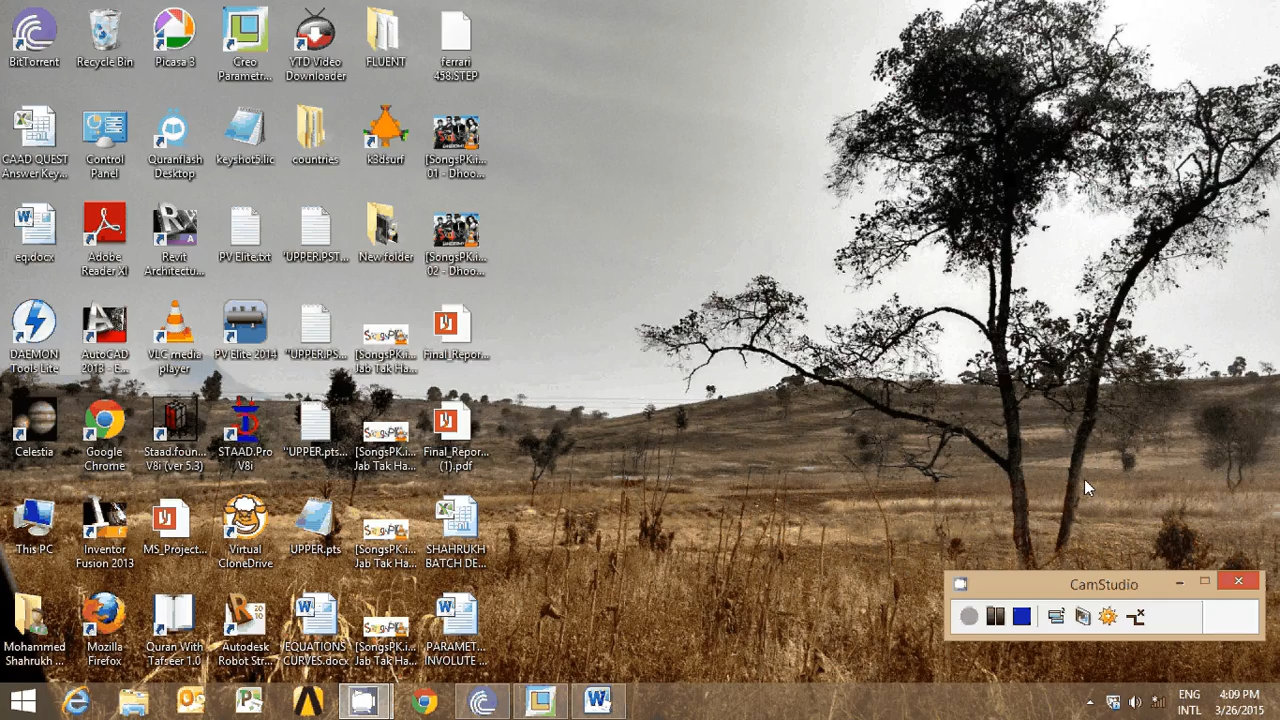 BitTorrent
Recycle Bin
Picasa 3
Creo
Parametr...
YTD Video
Downloader
FLUENT
ferrari
458.STEP
CAAD QUEST
Answer Key...
Control
Panel
Quranflash
Desktop
keyshot5.lic
countries
k3dsurf
[SongsPK.i...
01 - Dhoo...
eq.docx
Adobe
Reader XI
Revit
Architectu...
PV Elite.txt
"UPPER.PST...
New folder
[SongsPK.i...
02 - Dhoo...
DAEMON
Tools Lite
AutoCAD
2013 - E...
VLC media
player
PV Elite 2014
"UPPER.PS...
[SongsPK.i...
Jab Tak Ha...
Final_Repor...
Celestia
Google
Chrome
Staad.foun...
V8i (ver 5.3)
STAAD.Pro
V8i
"UPPER.pts...
[SongsPK.i...
Jab Tak Ha...
Final_Repor...
(1).pdf
This PC
Inventor
Fusion 2013
MS_Project...
Virtual
CloneDrive
UPPER.pts
[SongsPK.i...
Jab Tak Ha...
SHAHRUKH
BATCH DE...
CamStudio
Mohammed
Shahrukh ...
Mozilla
Firefox
Quran With
Tafseer 1.0
Autodesk
Robot Str...
EQUATIONS
CURVES.docx
[SongsPK.i...
Jab Tak Ha...
PARAMET...
INVOLUTE ...
ENG
INTL
4:09 PM
3/26/2015